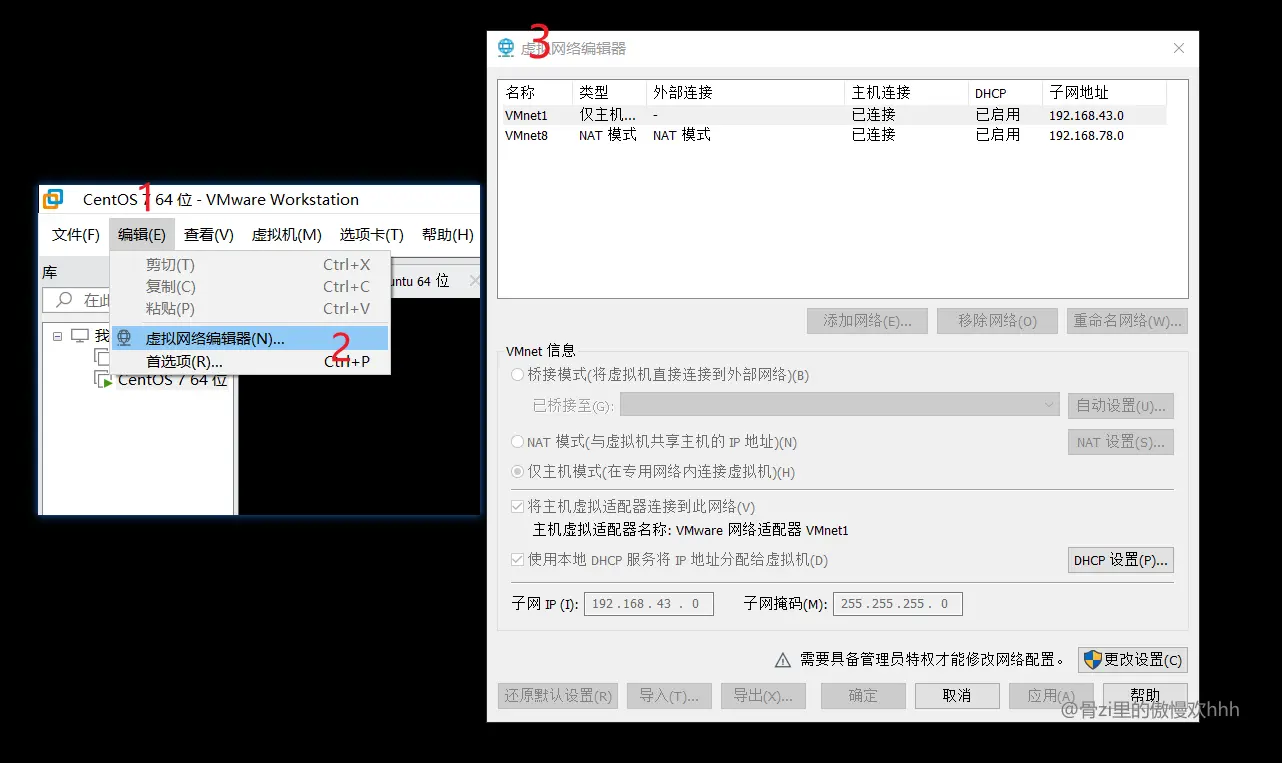 1
CentOS 7 64 位 - VMware Workstation
文件(F) 编辑(E) 查看(V) 虚拟机(M) 选项卡(T) 帮助(H)
剪切(T) Ctrl+X
复制(C) Ctrl+C
粘贴(P) Ctrl+V
虚拟网络编辑器(N)...
2
首选项(R)... Ctrl+P
库
在此
untu 64 位
我
CentOS 7 64 位
3
虚拟网络编辑器
名称 类型 外部连接 主机连接 DHCP 子网地址
VMnet1 仅主机... - 已连接 已启用 192.168.43.0
VMnet8 NAT 模式 NAT 模式 已连接 已启用 192.168.78.0
添加网络(E)... 移除网络(O) 重命名网络(W)...
VMnet 信息
桥接模式(将虚拟机直接连接到外部网络)(B)
已桥接至(G): 自动设置(U)...
NAT 模式(与虚拟机共享主机的 IP 地址)(N) NAT 设置(S)...
仅主机模式(在专用网络内连接虚拟机)(H)
将主机虚拟适配器连接到此网络(V)
主机虚拟适配器名称: VMware 网络适配器 VMnet1
使用本地 DHCP 服务将 IP 地址分配给虚拟机(D) DHCP 设置(P)...
子网 IP (I): 192.168.43.0 子网掩码(M): 255.255.255.0
需要具备管理员特权才能修改网络配置。 更改设置(C)
还原默认设置(R) 导入(T)... 导出(X)... 确定 取消 应用(A) 帮助
@骨zi里的傲慢欢hhh